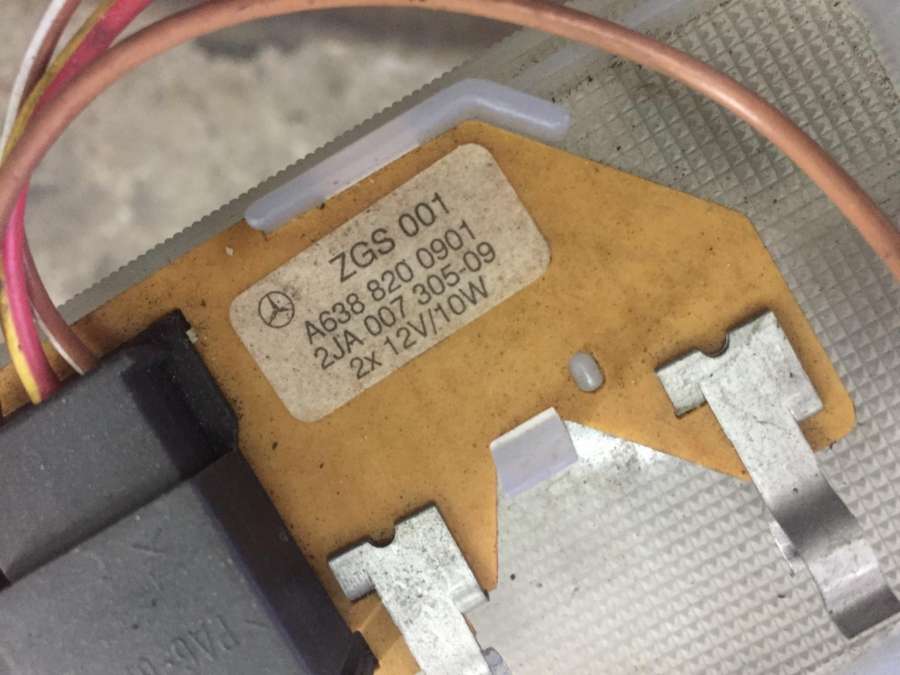 ZGS 001
A638 820 0901
2JA 007 305-09
2x 12V/10W